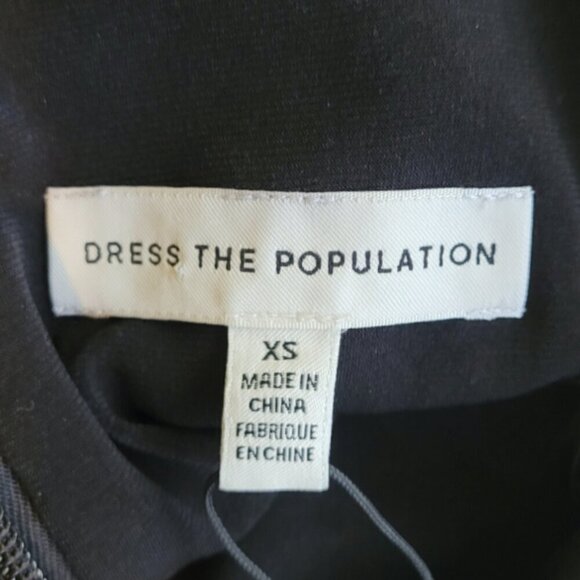 DRESS THE POPULATION
XS
MADE IN
CHINA
FABRIQUE
EN CHINE